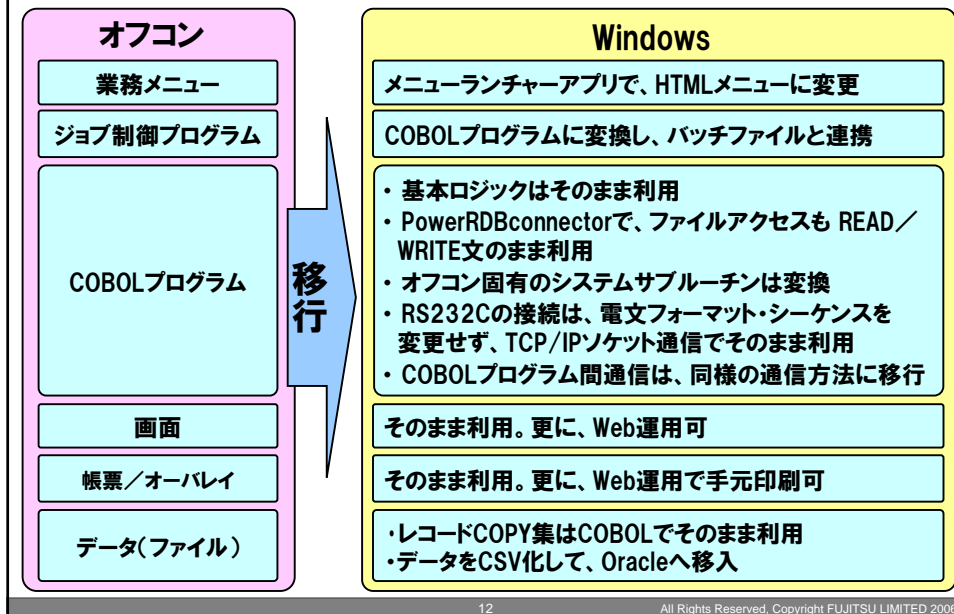 オフコン
Windows
業務メニュー
メニューランチャーアプリで、HTMLメニューに変更
ジョブ制御プログラム
COBOLプログラムに変換し、バッチファイルと連携
COBOLプログラム
移行
・ 基本ロジックはそのまま利用
・ PowerRDBconnectorで、ファイルアクセスも READ／
WRITE文のまま利用
・ オフコン固有のシステムサブルーチンは変換
・ RS232Cの接続は、電文フォーマット・シーケンスを
変更せず、TCP/IPソケット通信でそのまま利用
・ COBOLプログラム間通信は、同様の通信方法に移行
画面
そのまま利用。更に、Web運用可
帳票／オーバレイ
そのまま利用。更に、Web運用で手元印刷可
データ（ファイル）
・レコードCOPY集はCOBOLでそのまま利用
・データをCSV化して、Oracleへ移入
12
All Rights Reserved, Copyright FUJITSU LIMITED 2006